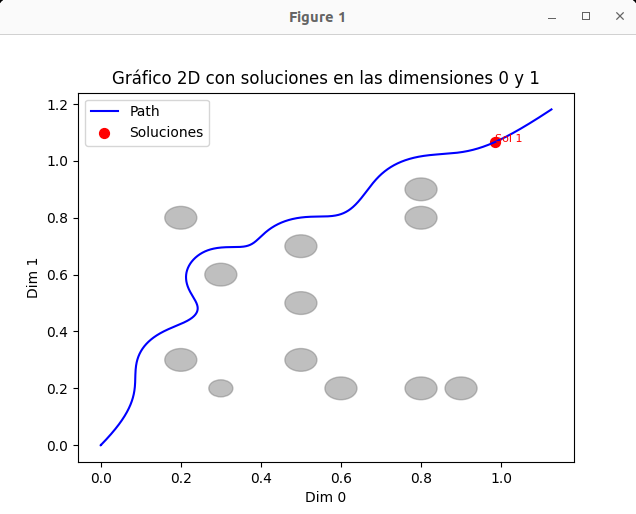 Figure 1
Gráfico 2D con soluciones en las dimensiones 0 y 1
Path
Soluciones
Sol 1
Dim 1
1.2
1.0
0.8
0.6
0.4
0.2
0.0
0.0 0.2 0.4 0.6 0.8 1.0
Dim 0